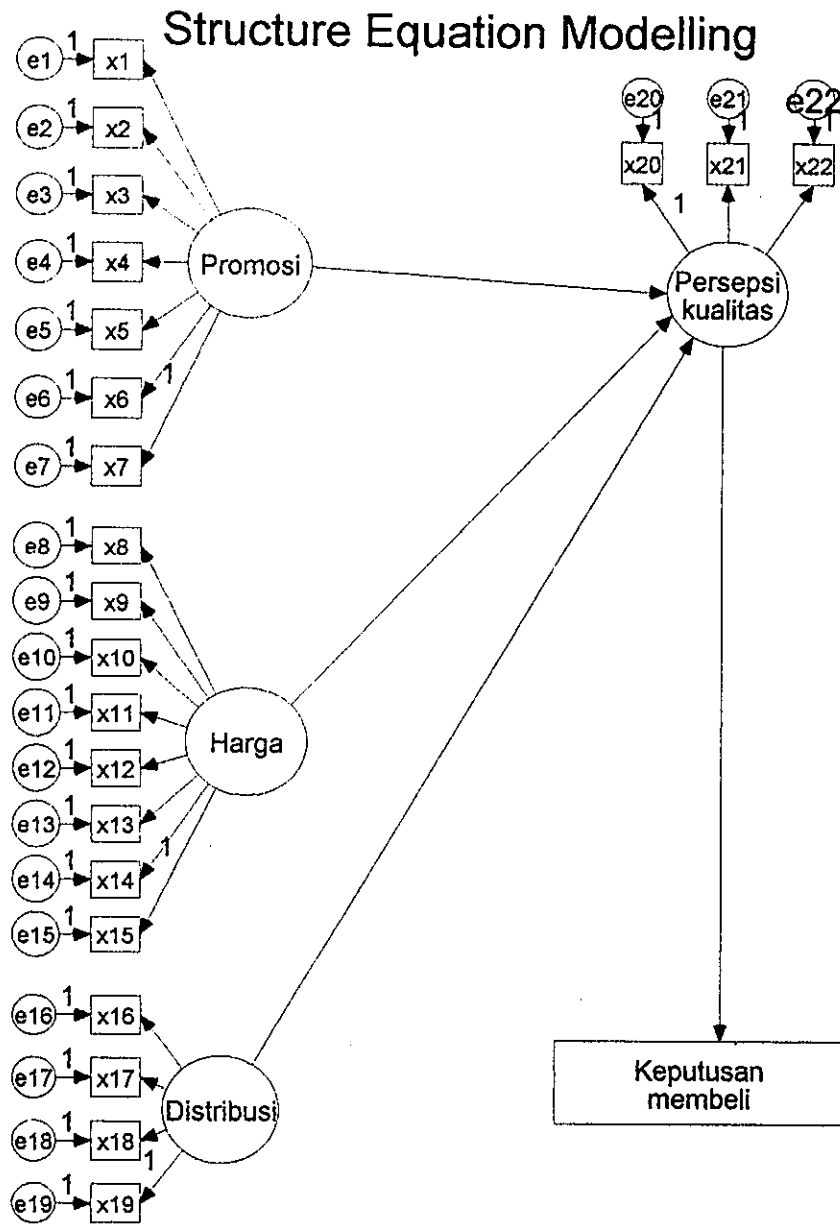 Structure Equation Modelling
e1 1 x1
e2 1 x2
e3 1 x3
e4 1 x4
e5 1 x5
e6 1 x6
1
e7 1 x7
Promosi
e8 1 x8
e9 1 x9
e10 1 x10
e11 1 x11
e12 1 x12
e13 1 x13
e14 1 x14
1
e15 1 x15
Harga
e16 1 x16
e17 1 x17
e18 1 x18
1
e19 1 x19
Distribusi
e20 e21 e22
1 1 1
x20 x21 x22
1
Persepsi
kualitas
Keputusan
membeli